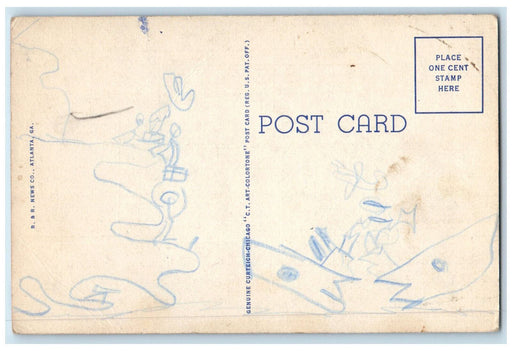 PLACE
ONE CENT
STAMP
HERE
POST CARD
R. & R. NEWS CO., ATLANTA, GA.
GENUINE CURTEICH-CHICAGO "C.T. ART-COLORTONE" POST CARD (REG. U.S. PAT. OFF.)